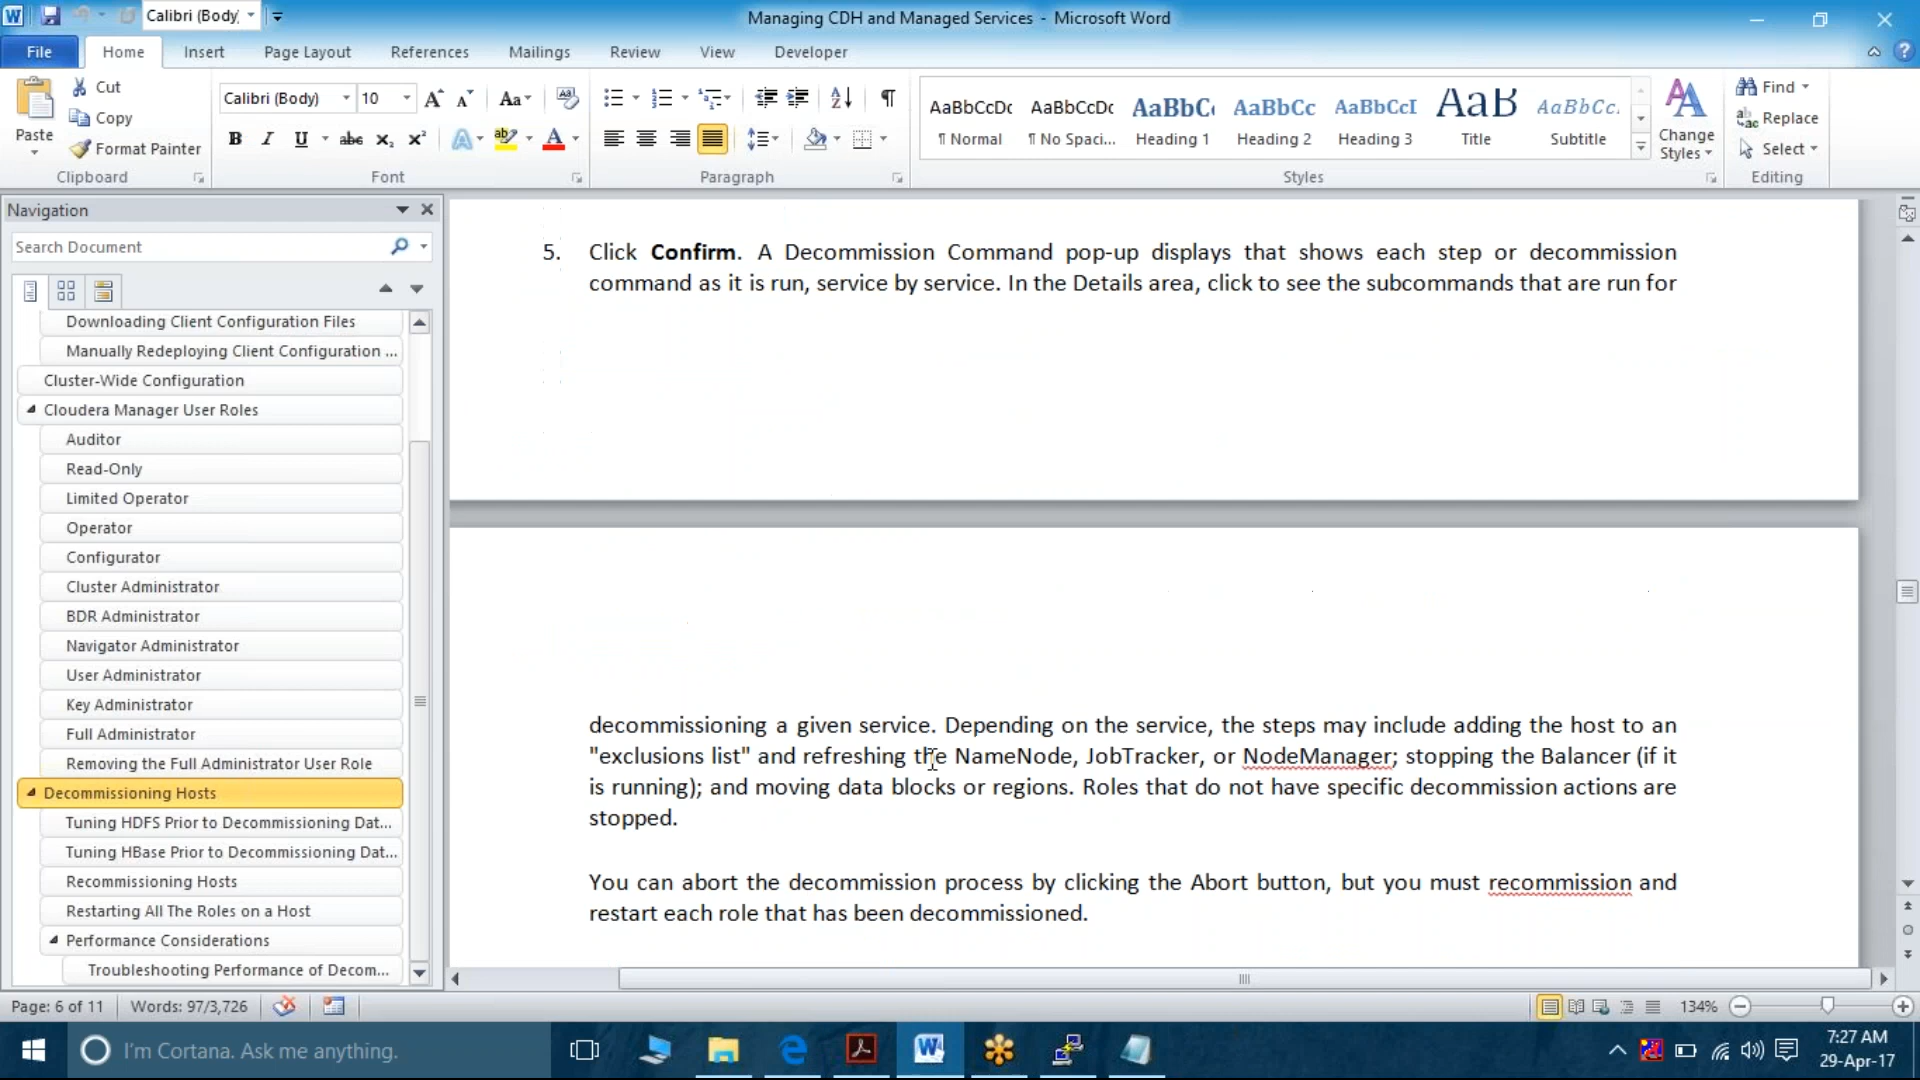 Calibri (Body)
Managing CDH and Managed Services - Microsoft Word
File Home Insert Page Layout References Mailings Review View Developer
Paste
Cut
Copy
Format Painter
Clipboard
Calibri (Body) 10
Font
Paragraph
AaBbCcDc AaBbCcDc AaBbC AaBbCc AaBbCcI AaB AaBbCc.
¶ Normal ¶ No Spaci... Heading 1 Heading 2 Heading 3 Title Subtitle
Change
Styles
Styles
Find
Replace
Select
Editing
Navigation
Search Document
Downloading Client Configuration Files
Manually Redeploying Client Configuration ...
Cluster-Wide Configuration
Cloudera Manager User Roles
Auditor
Read-Only
Limited Operator
Operator
Configurator
Cluster Administrator
BDR Administrator
Navigator Administrator
User Administrator
Key Administrator
Full Administrator
Removing the Full Administrator User Role
Decommissioning Hosts
Tuning HDFS Prior to Decommissioning Dat...
Tuning HBase Prior to Decommissioning Dat...
Recommissioning Hosts
Restarting All The Roles on a Host
Performance Considerations
Troubleshooting Performance of Decom...
5. Click Confirm. A Decommission Command pop-up displays that shows each step or decommission
command as it is run, service by service. In the Details area, click to see the subcommands that are run for
decommissioning a given service. Depending on the service, the steps may include adding the host to an
"exclusions list" and refreshing the NameNode, JobTracker, or NodeManager; stopping the Balancer (if it
is running); and moving data blocks or regions. Roles that do not have specific decommission actions are
stopped.
You can abort the decommission process by clicking the Abort button, but you must recommission and
restart each role that has been decommissioned.
Page: 6 of 11 Words: 97/3,726
134%
I'm Cortana. Ask me anything.
7:27 AM
29-Apr-17